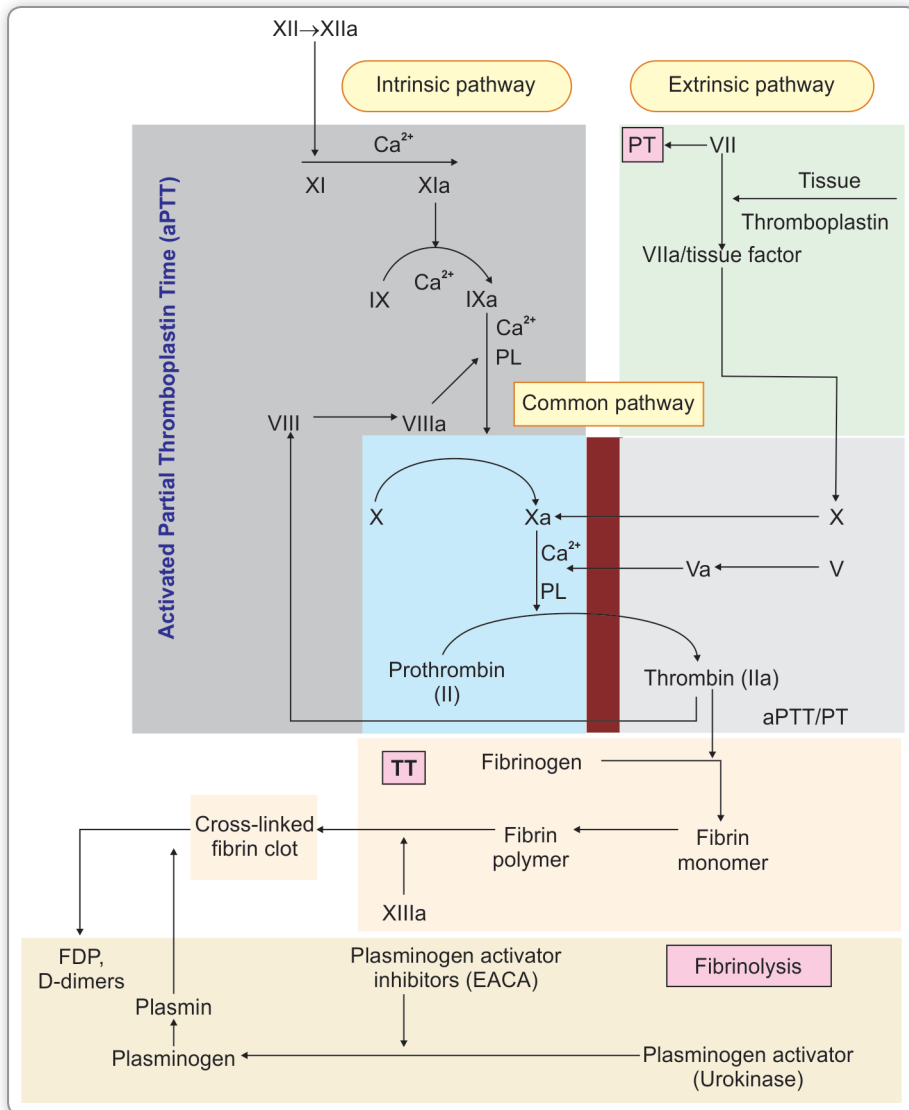 XII→XIIa
Intrinsic pathway
Extrinsic pathway
Activated Partial Thromboplastin Time (aPTT)
Ca²⁺
XI
XIa
PT
VII
Tissue
Thromboplastin
VIIa/tissue factor
IX
Ca²⁺
IXa
Ca²⁺
PL
VIII
VIIIa
Common pathway
X
Xa
X
Ca²⁺
PL
Va
V
Prothrombin
(II)
Thrombin (IIa)
aPTT/PT
TT
Fibrinogen
Cross-linked
fibrin clot
Fibrin
polymer
Fibrin
monomer
XIIIa
FDP,
D-dimers
Plasminogen activator
inhibitors (EACA)
Fibrinolysis
Plasmin
Plasminogen
Plasminogen activator
(Urokinase)